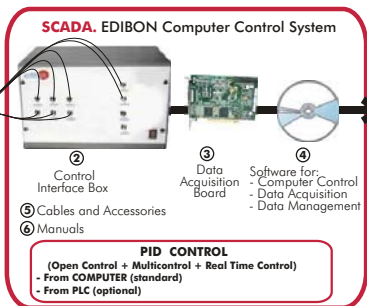 SCADA. EDIBON Computer Control System
②
Control
Interface Box
③
Data
Acquisition
Board
④
Software for:
- Computer Control
- Data Acquisition
- Data Management
⑤ Cables and Accessories
⑥ Manuals
PID CONTROL
(Open Control + Multicontrol + Real Time Control)
- From COMPUTER (standard)
- From PLC (optional)